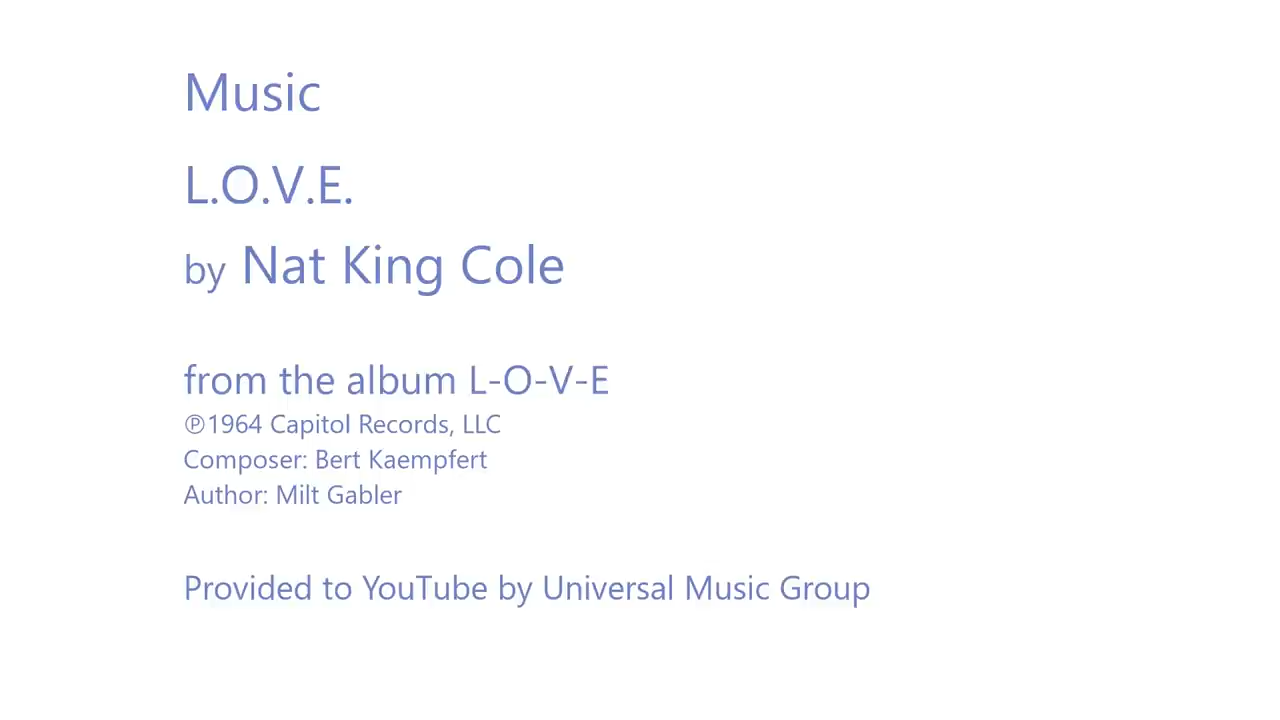 Music
L.O.V.E.
by Nat King Cole
from the album L-O-V-E
℗1964 Capitol Records, LLC
Composer: Bert Kaempfert
Author: Milt Gabler
Provided to YouTube by Universal Music Group